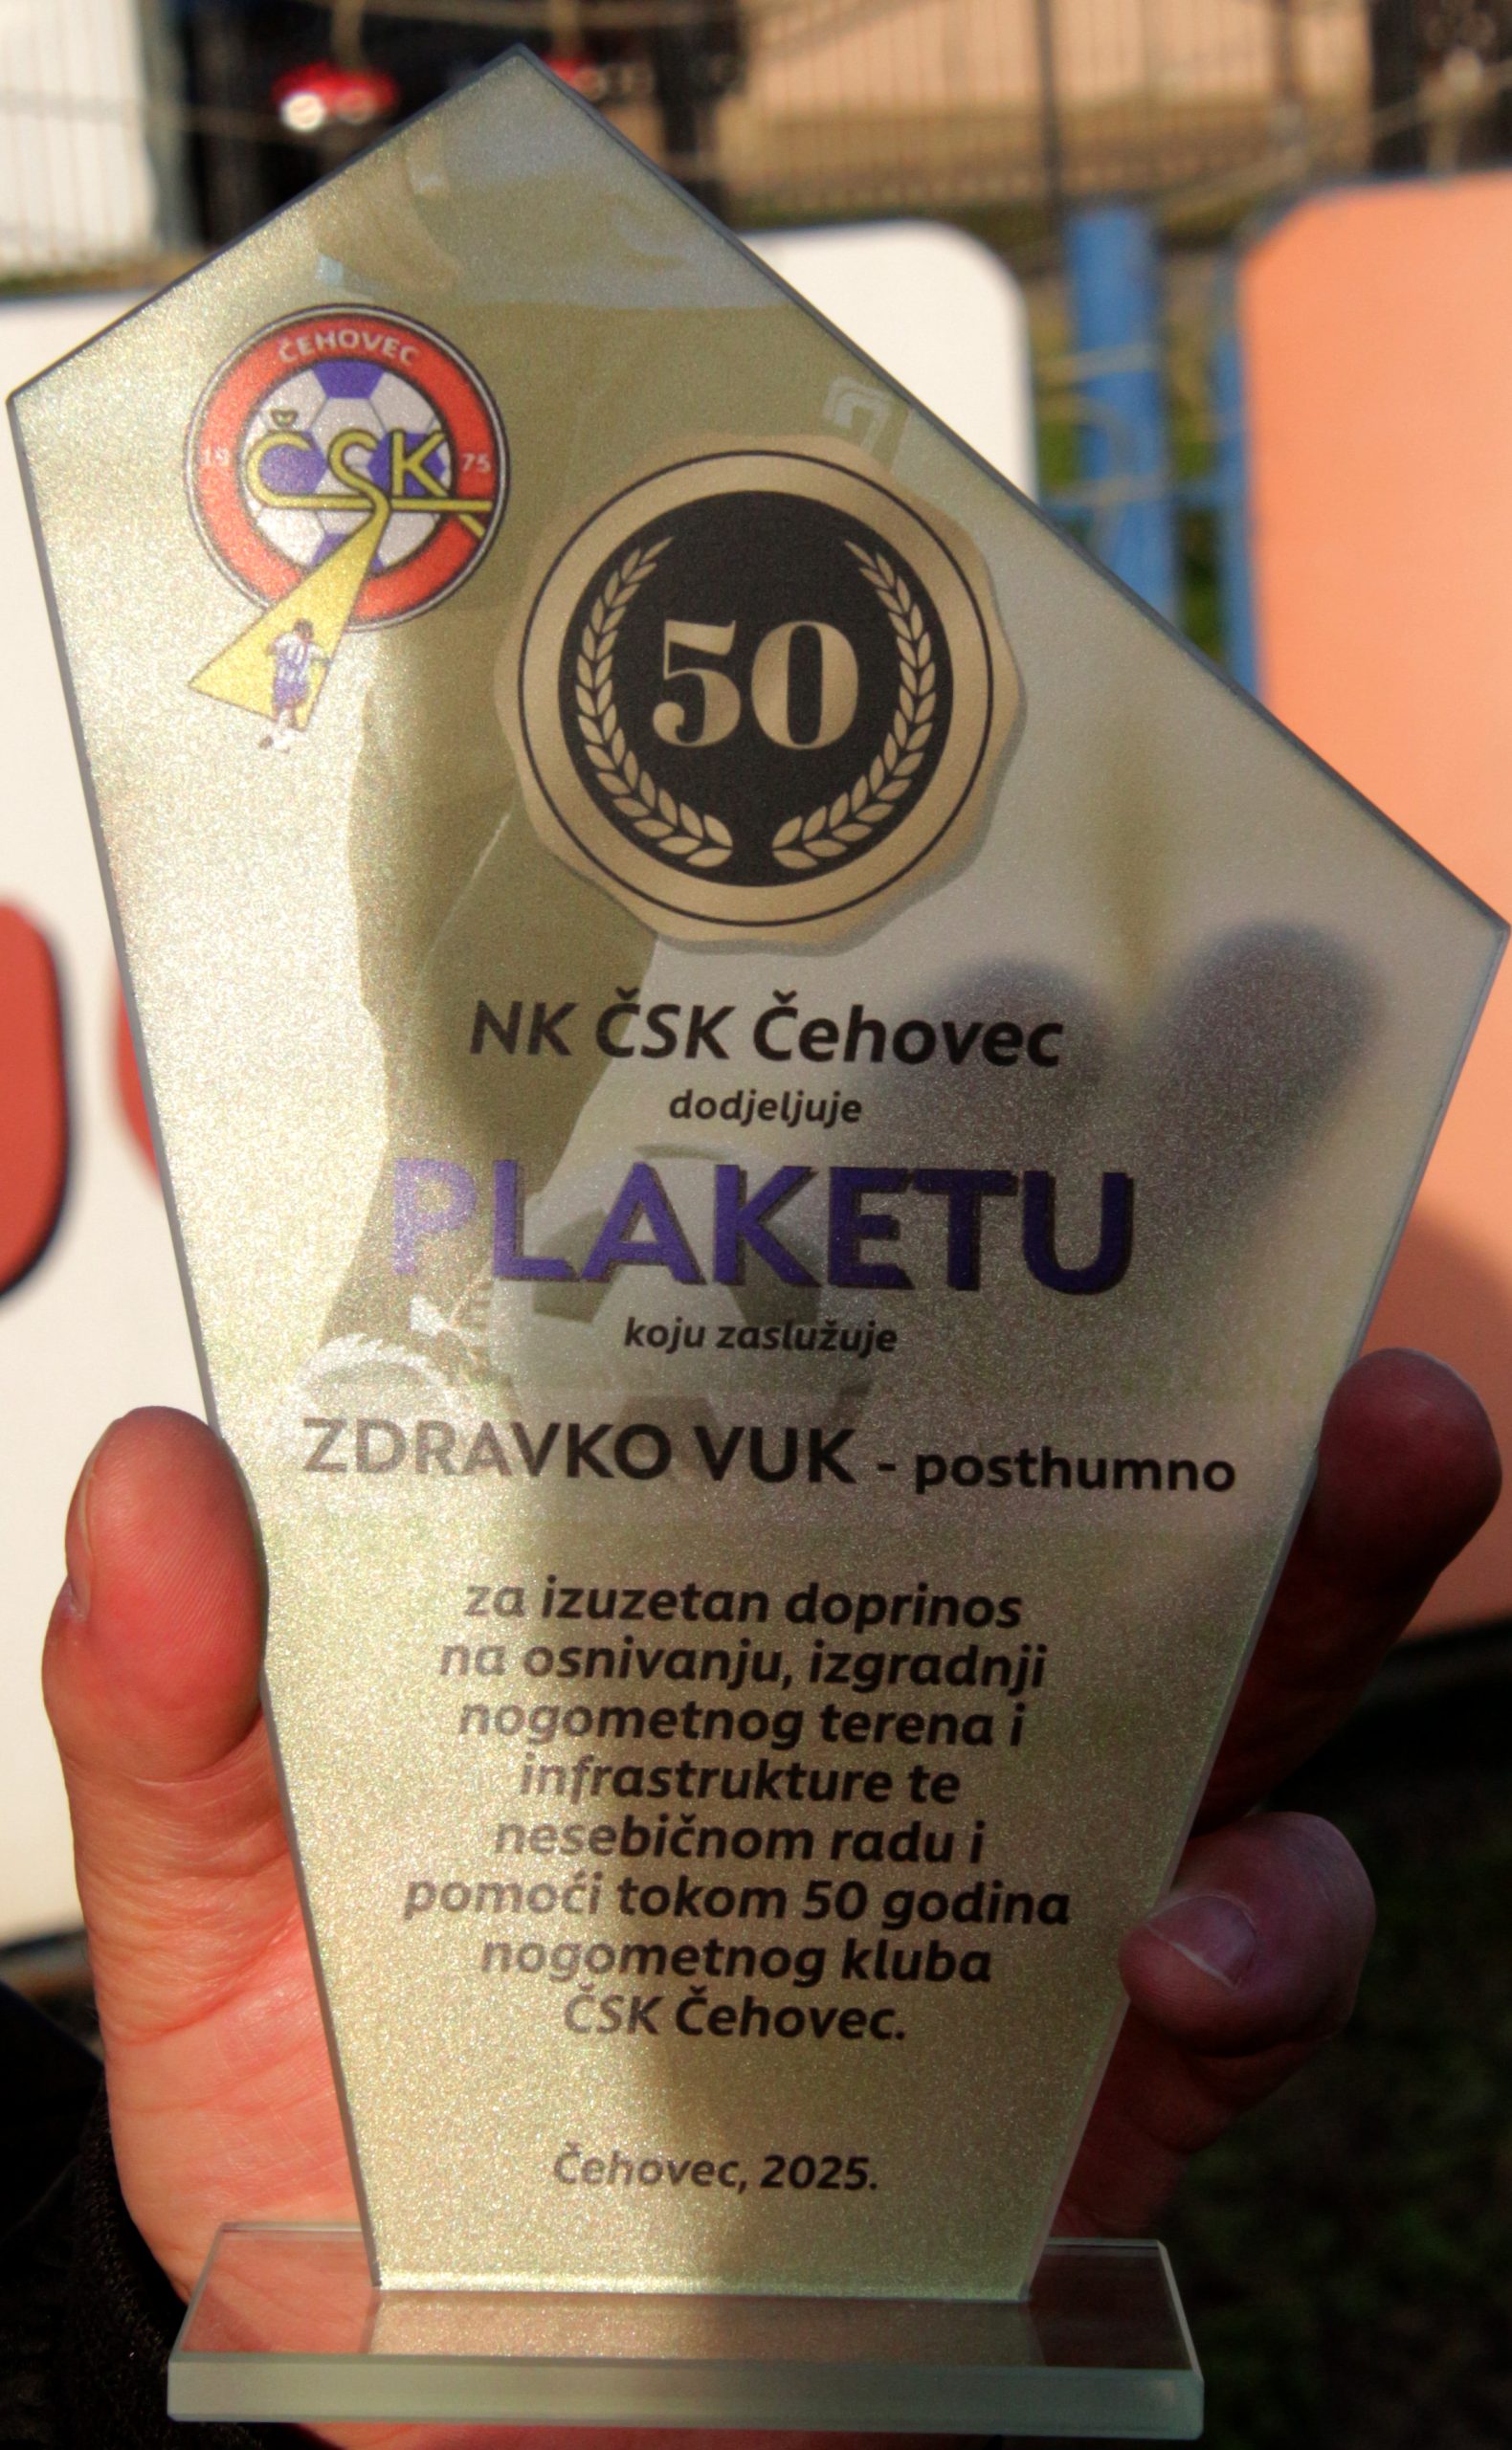 ČEHOVEC
19 75
ČSK
50
NK ČSK Čehovec
dodjeljuje
PLAKETU
koju zaslužuje
ZDRAVKO VUK - posthumno
za izuzetan doprinos
na osnivanju, izgradnji
nogometnog terena i
infrastrukture te
nesebičnom radu i
pomoći tokom 50 godina
nogometnog kluba
ČSK Čehovec.
Čehovec, 2025.